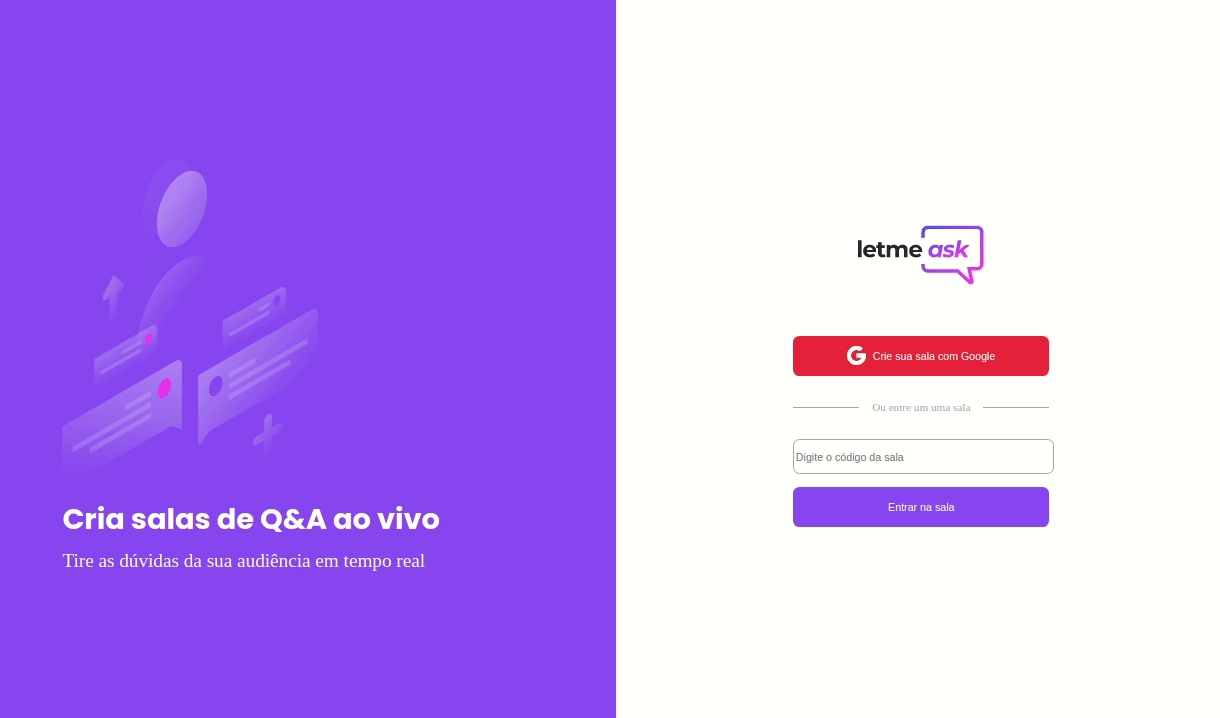 Cria salas de Q&A ao vivo
Tire as dúvidas da sua audiência em tempo real
letme ask
Crie sua sala com Google
Ou entre um uma sala
Digite o código da sala
Entrar na sala